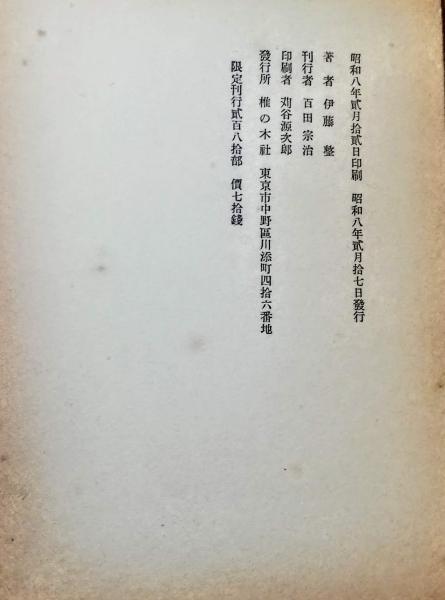 昭和八年貳月拾貳日印刷 昭和八年貳月拾七日發行
著者 伊藤整
刊行者 百田宗治
印刷者 苅谷源次郎
發行所 椎の木社 東京市中野區川添町四拾六番地
限定刊行貳百八拾部 價七拾錢